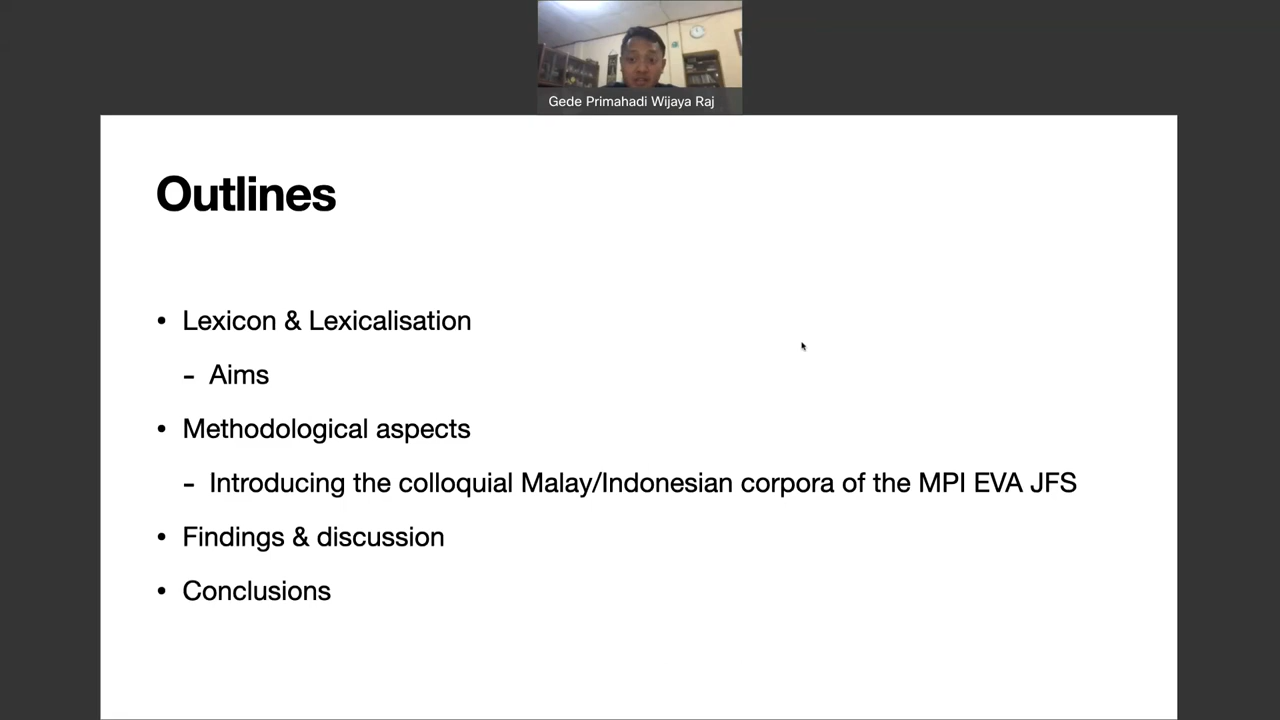 Gede Primahadi Wijaya Raj
Outlines
• Lexicon & Lexicalisation
- Aims
• Methodological aspects
- Introducing the colloquial Malay/Indonesian corpora of the MPI EVA JFS
• Findings & discussion
• Conclusions